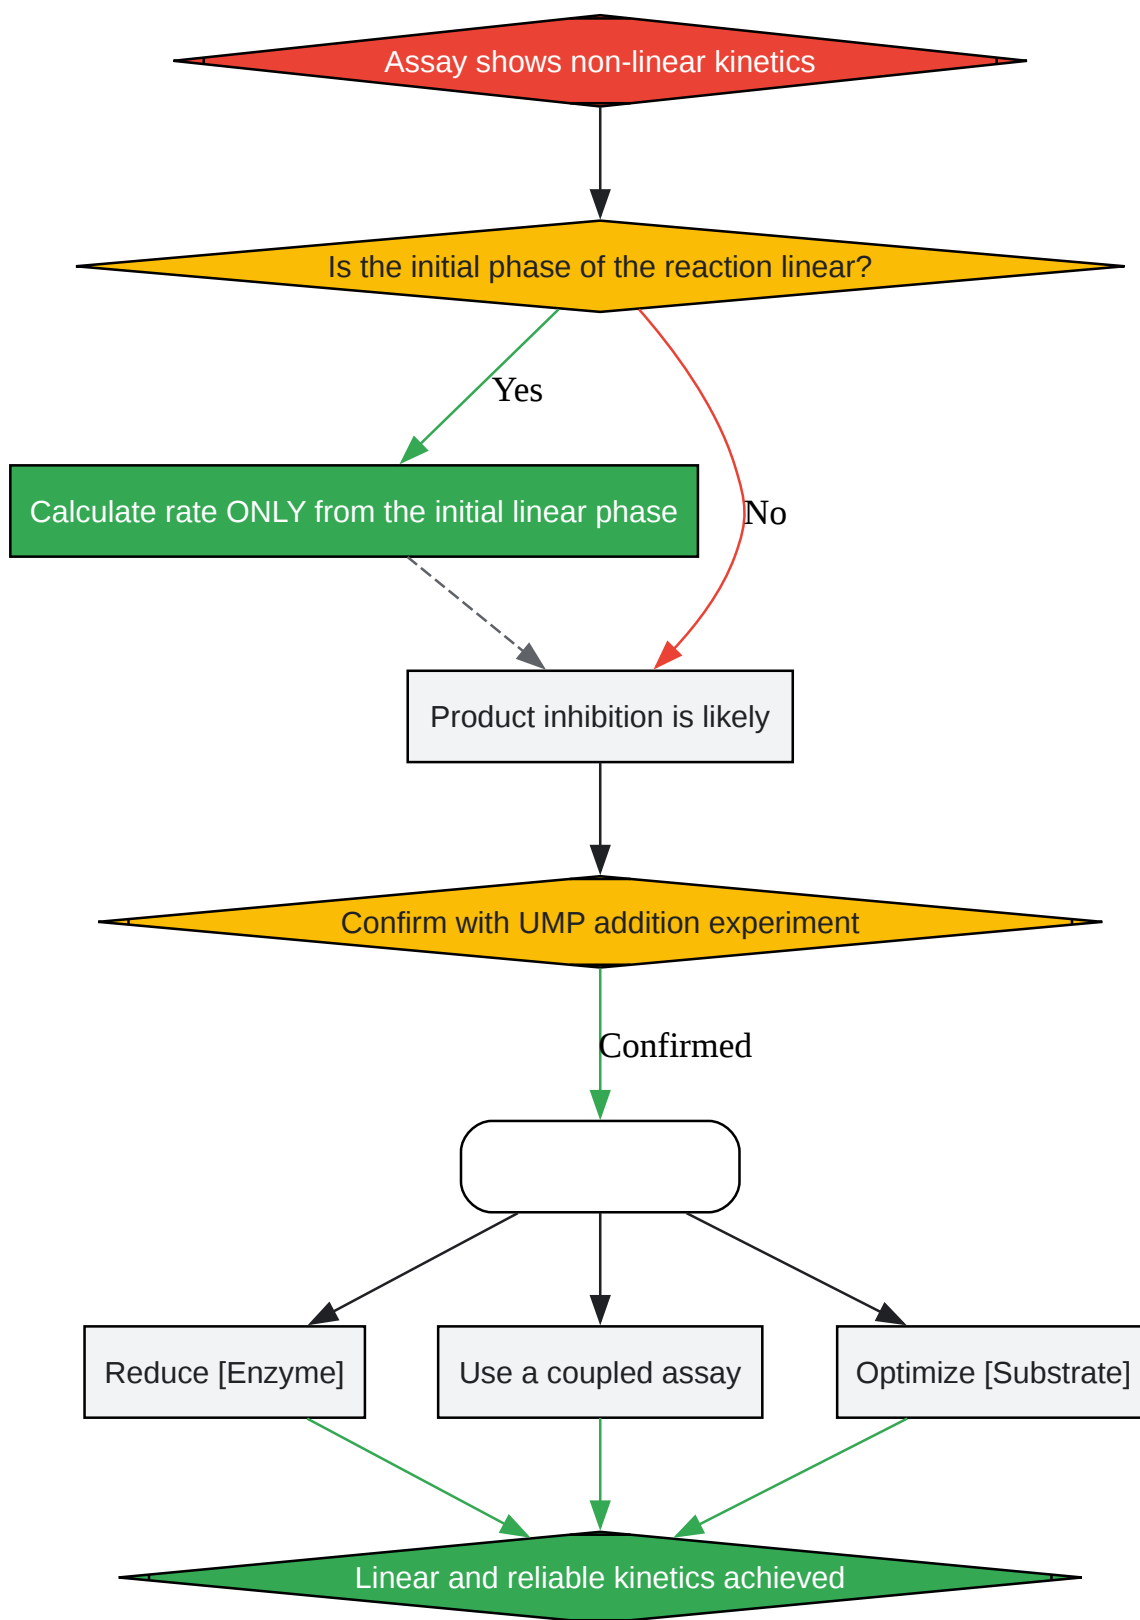 Assay shows non-linear kinetics
Is the initial phase of the reaction linear?
Yes
Calculate rate ONLY from the initial linear phase
No
Product inhibition is likely
Confirm with UMP addition experiment
Confirmed
Reduce [Enzyme]
Use a coupled assay
Optimize [Substrate]
Linear and reliable kinetics achieved